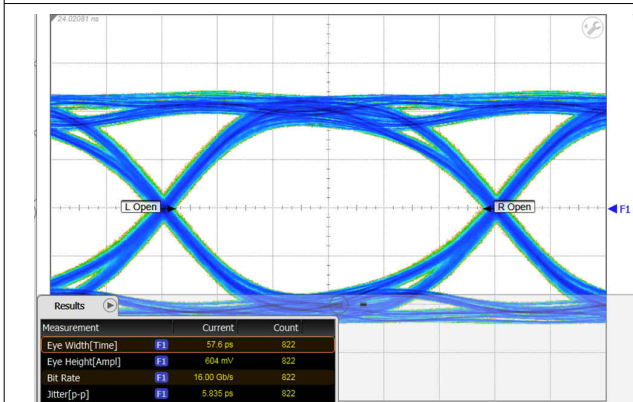 24.02081 ns
L Open
R Open
F1
Results
Measurement Current Count
Eye Width[Time] F1 57.6 ps 822
Eye Height[Ampl] F1 604 mV 822
Bit Rate F1 16.00 Gb/s 822
Jitter[p-p] F1 5.835 ps 822